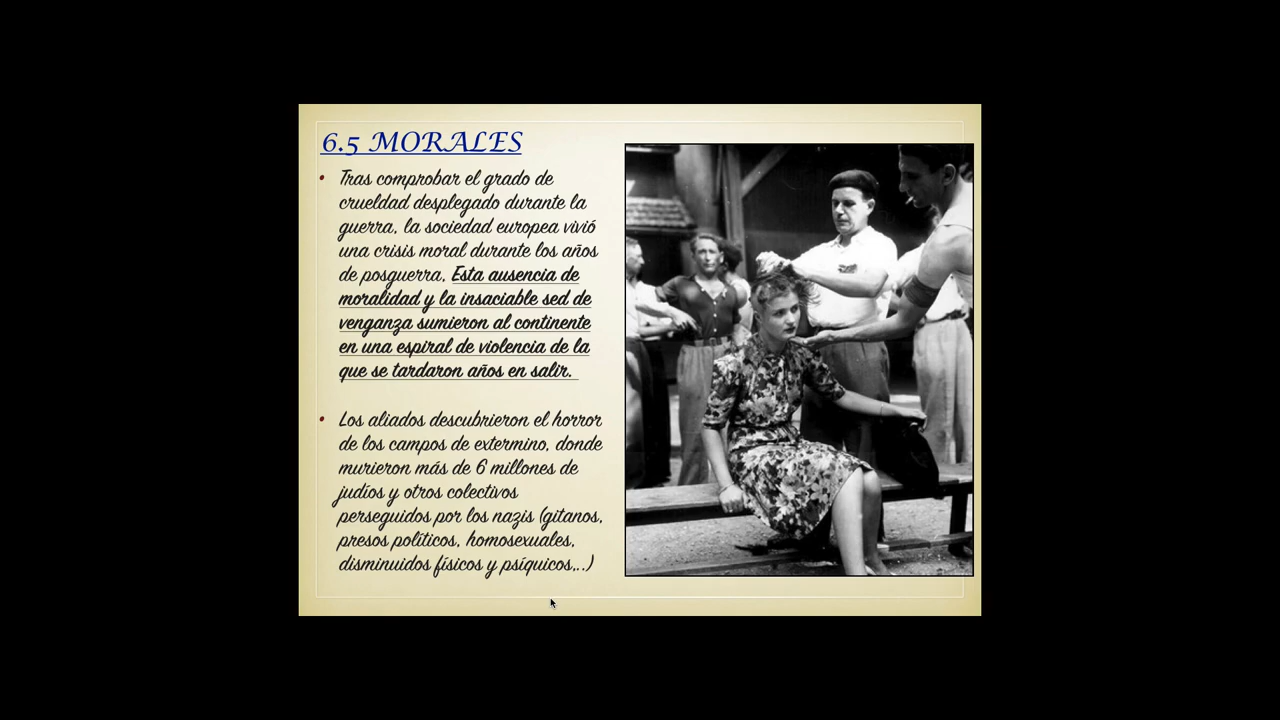 6.5 MORALES
• Tras comprobar el grado de
crueldad desplegado durante la
guerra, la sociedad europea vivió
una crisis moral durante los años
de posguerra, Esta ausencia de
moralidad y la insaciable sed de
venganza sumieron al continente
en una espiral de violencia de la
que se tardaron años en salir.
• Los aliados descubrieron el horror
de los campos de extermino, donde
murieron más de 6 millones de
judíos y otros colectivos
perseguidos por los nazis (gitanos,
presos políticos, homosexuales,
disminuidos físicos y psíquicos,..)